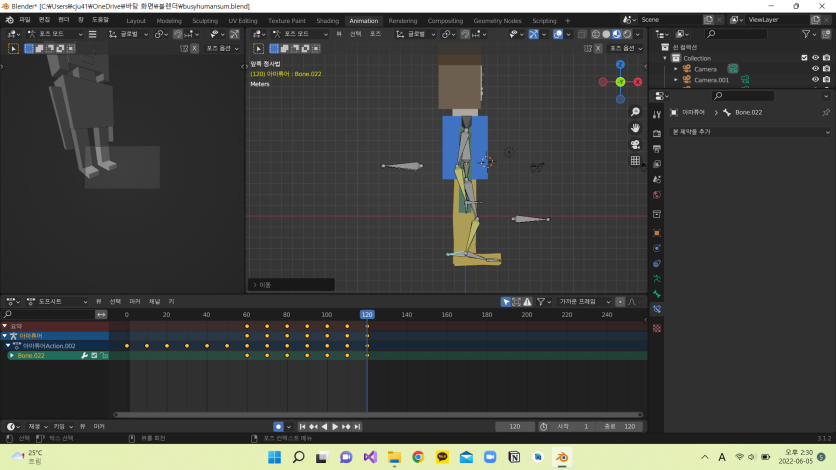 Blender* [C:\Users\cju41\OneDrive\바탕 화면\블렌더\busyhumansum.blend]
파일 편집 렌더 창 도움말 Layout Modeling Sculpting UV Editing Texture Paint Shading Animation Rendering Compositing Geometry Nodes Scripting + Scene ViewLayer
포즈 모드 글로벌 포즈 모드 뷰 선택 포즈 글로벌
포즈 옵션 포즈 옵션
씬 컬렉션
Collection
Camera
Camera.001
앞쪽 정사법
(120) 아마튜어 : Bone.022
Meters
Z
Y
X
아마튜어 Bone.022
본 제약을 추가
이동
도프시트 뷰 선택 마커 채널 키 가까운 프레임
0 20 40 60 80 100 120 140 160 180 200 220 240
요약
아마튜어
아마튜어Action.002
Bone.022
재생 키잉 뷰 마커 120 시작 1 종료 120
선택 박스 선택 뷰를 회전 포즈 컨텍스트 메뉴 3.1.2
25°C
흐림
A
오후 2:30
2022-06-05